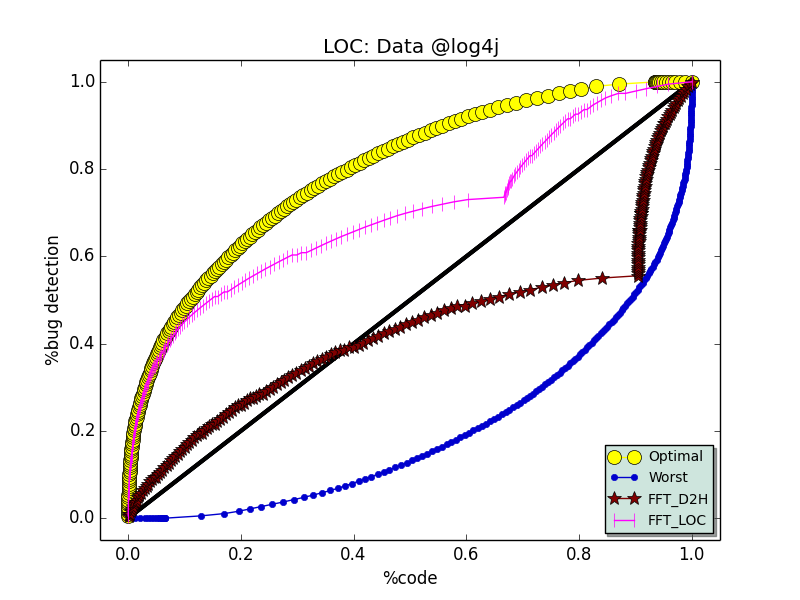 LOC: Data @log4j
1.0
0.8
0.6
0.4
0.2
0.0
%bug detection
0.0 0.2 0.4 0.6 0.8 1.0
%code
Optimal
Worst
FFT_D2H
FFT_LOC